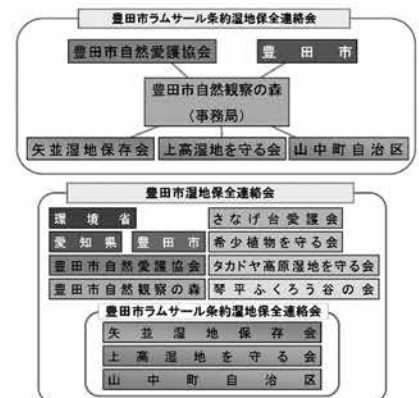 豊田市ラムサール条約湿地保全連絡会
豊田市自然愛護協会
豊田市
豊田市自然観察の森
(事務局)
矢並湿地保存会
上高湿地を守る会
山中町自治区
豊田市湿地保全連絡会
環境省
さなげ台愛護会
愛知県
豊田市
希少植物を守る会
豊田市自然愛護協会
タカドヤ高原湿地を守る会
豊田市自然観察の森
琴平ふくろう谷の会
豊田市ラムサール条約湿地保全連絡会
矢並湿地保存会
上高湿地を守る会
山中町自治区